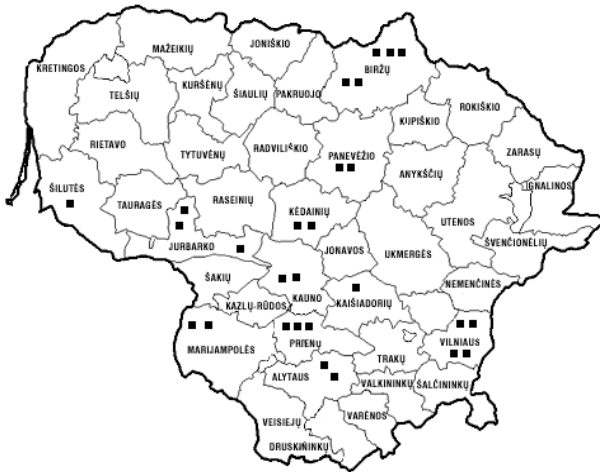 JONIŠKIO
MAŽEIKIŲ
KRETINGOS
BIRŽŲ
KURŠĖNŲ
TELŠIŲ
ŠIAULIŲ
PAKRUOJO
ROKIŠKIO
KUPIŠKIO
RIETAVO
TYTUVĖNŲ
RADVILIŠKIO
PANEVĖŽIO
ZARASŲ
ANYKŠČIŲ
ŠILUTĖS
IGNALINOS
TAURAGĖS
RASEINIŲ
KĖDAINIŲ
UTENOS
JURBARKO
JONAVOS
UKMERGĖS
ŠVENČIONĖLIŲ
ŠAKIŲ
NEMENČINĖS
KAZLŲ-RŪDOS
KAUNO
KAIŠIADORIŲ
MARIJAMPOLĖS
PRIENŲ
VILNIAUS
TRAKŲ
ALYTAUS
VALKININKŲ
ŠALČININKŲ
VEISIEJŲ
VARĖNOS
DRUSKININKŲ